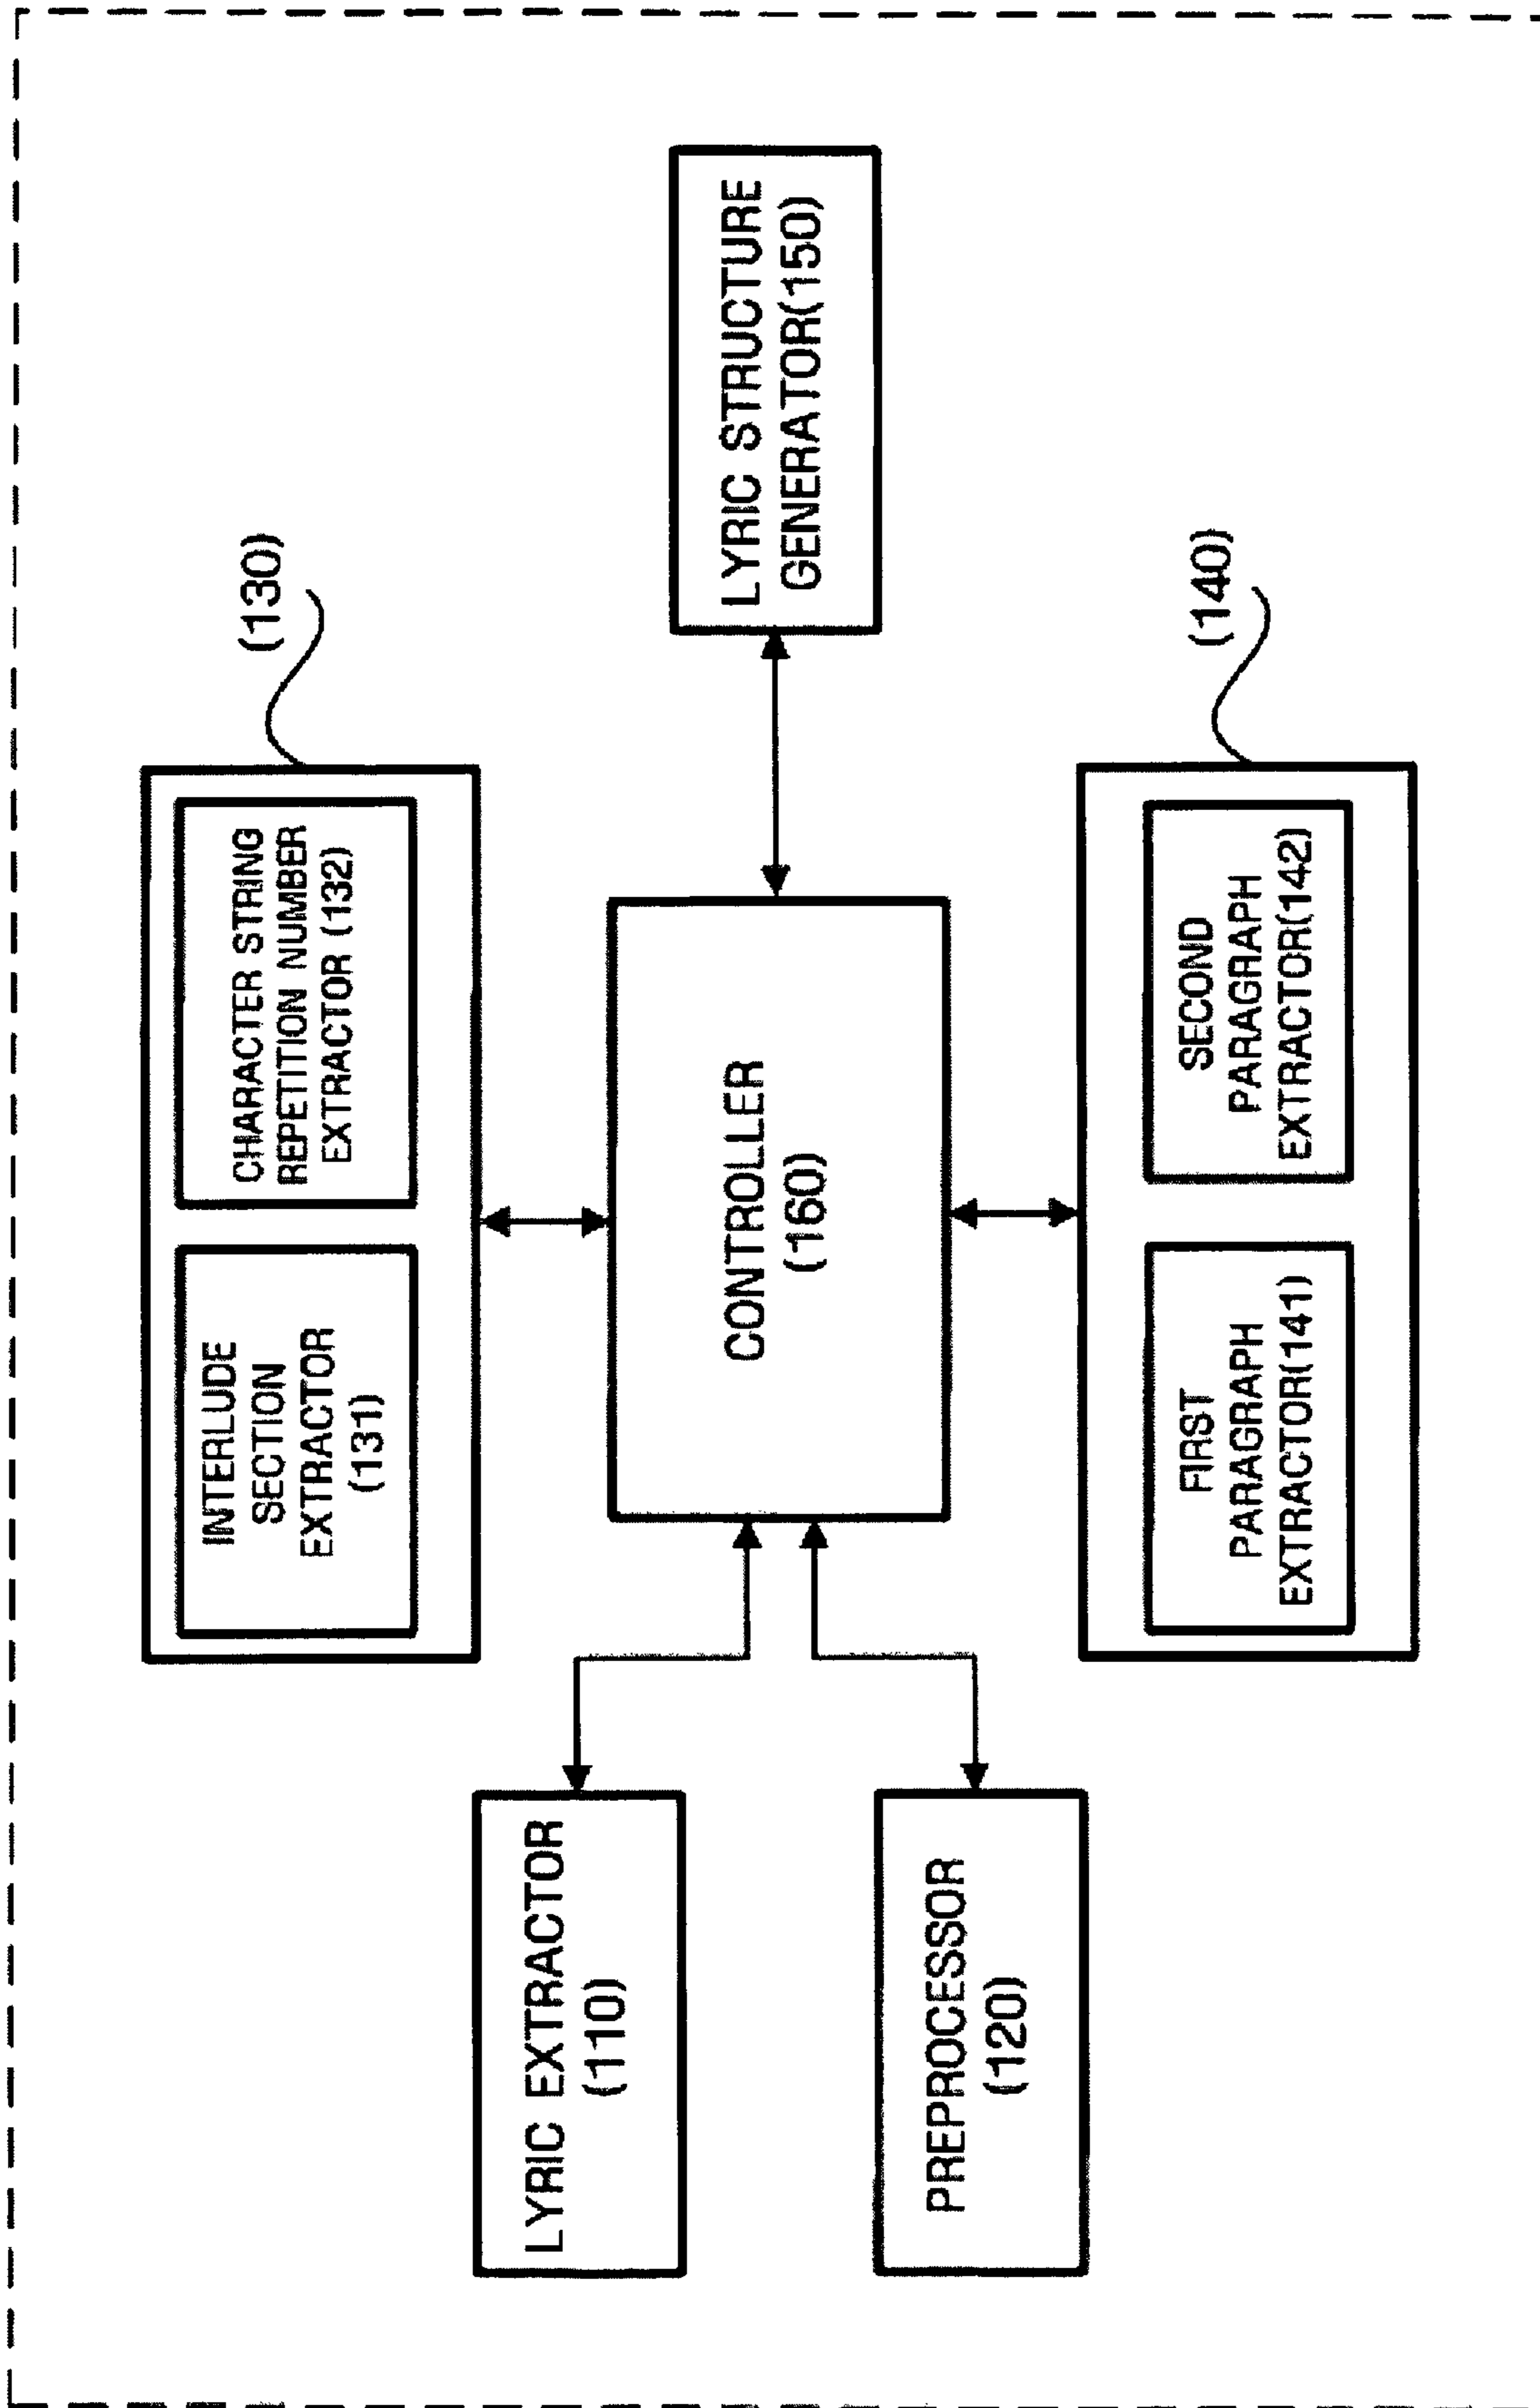 (130)
INTERLUDE
SECTION
EXTRACTOR
(131)
CHARACTER STRING
REPETITION NUMBER
EXTRACTOR (132)
LYRIC EXTRACTOR
(110)
PREPROCESSOR
(120)
CONTROLLER
(160)
LYRIC STRUCTURE
GENERATOR(150)
(140)
FIRST
PARAGRAPH
EXTRACTOR(141)
SECOND
PARAGRAPH
EXTRACTOR(142)